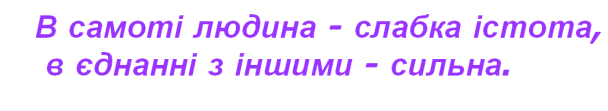 В самоті людина - слабка істота,
в єднанні з іншими - сильна.